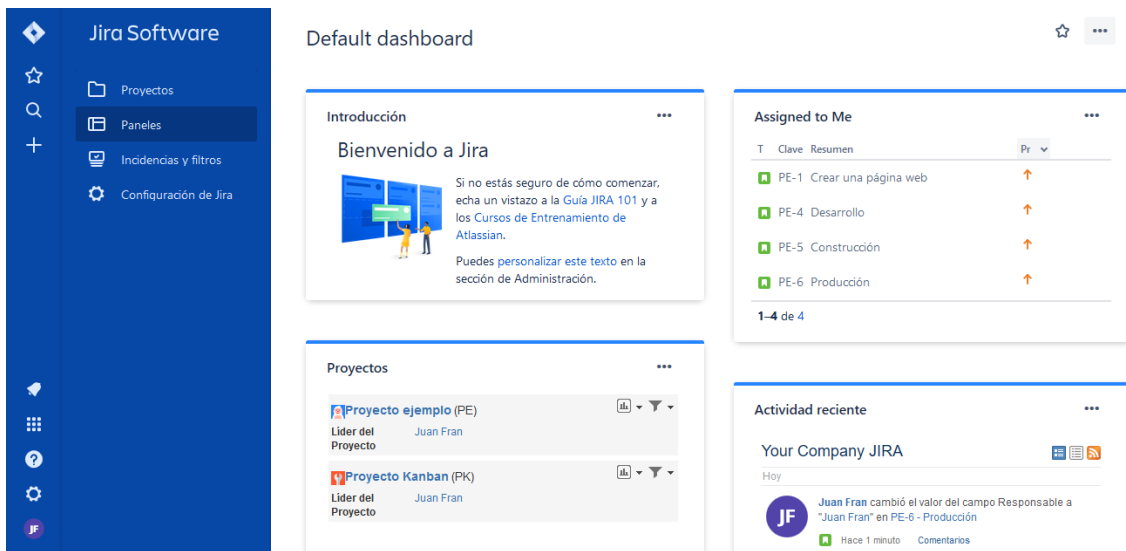 Jira Software
Proyectos
Paneles
Incidencias y filtros
Configuración de Jira
JF
Default dashboard
Introducción
Bienvenido a Jira
Si no estás seguro de cómo comenzar,
echa un vistazo a la Guía JIRA 101 y a
los Cursos de Entrenamiento de
Atlassian.
Puedes personalizar este texto en la
sección de Administración.
Proyectos
Proyecto ejemplo (PE)
Líder del
Proyecto
Juan Fran
Proyecto Kanban (PK)
Líder del
Proyecto
Juan Fran
Assigned to Me
T Clave Resumen Pr
PE-1 Crear una página web
PE-4 Desarrollo
PE-5 Construcción
PE-6 Producción
1–4 de 4
Actividad reciente
Your Company JIRA
Hoy
JF
Juan Fran cambió el valor del campo Responsable a
"Juan Fran" en PE-6 - Producción
Hace 1 minuto Comentarios